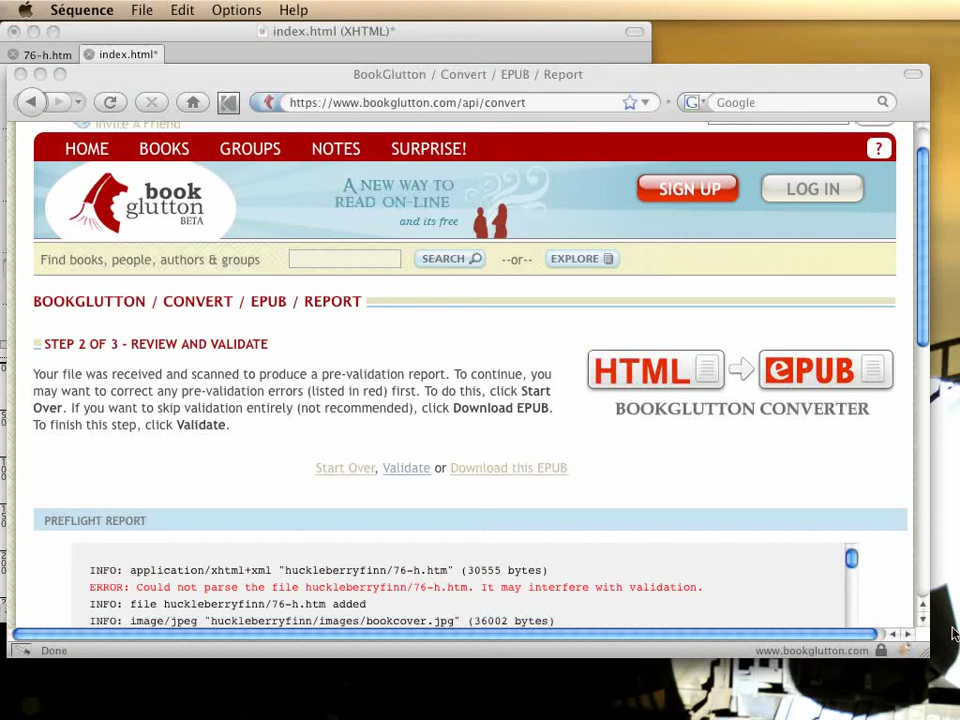 Séquence File Edit Options Help
index.html (XHTML)*
76-h.htm index.html*
BookGlutton / Convert / EPUB / Report
https://www.bookglutton.com/api/convert Google
Invite A Friend
HOME BOOKS GROUPS NOTES SURPRISE! ?
book
glutton
BETA
A NEW WAY TO
READ ON-LINE
and its free
SIGN UP LOG IN
Find books, people, authors & groups SEARCH --or-- EXPLORE
BOOKGLUTTON / CONVERT / EPUB / REPORT
STEP 2 OF 3 - REVIEW AND VALIDATE
Your file was received and scanned to produce a pre-validation report. To continue, you
may want to correct any pre-validation errors (listed in red) first. To do this, click Start
Over. If you want to skip validation entirely (not recommended), click Download EPUB.
To finish this step, click Validate.
HTML ePUB
BOOKGLUTTON CONVERTER
Start Over, Validate or Download this EPUB
PREFLIGHT REPORT
INFO: application/xhtml+xml "huckleberryfinn/76-h.htm" (30555 bytes)
ERROR: Could not parse the file huckleberryfinn/76-h.htm. It may interfere with validation.
INFO: file huckleberryfinn/76-h.htm added
INFO: image/jpeg "huckleberryfinn/images/bookcover.jpg" (36002 bytes)
Done www.bookglutton.com